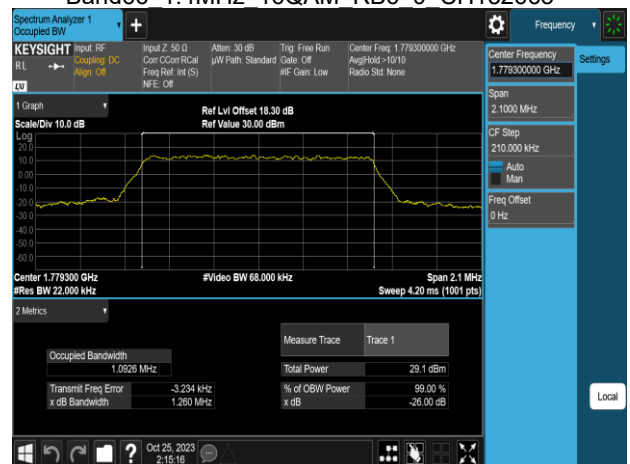 Spectrum Analyzer 1
Occupied BW
Frequency
KEYSIGHT
RL
LXI
Input: RF
Coupling: DC
Align: Off
Input Z: 50 Ω
Corr CCorr RCal
Freq Ref: Int (S)
NFE: Off
Atten: 30 dB
µW Path: Standard
Trig: Free Run
Gate: Off
#IF Gain: Low
Center Freq: 1.779300000 GHz
Avg|Hold:>10/10
Radio Std: None
Center Frequency
1.779300000 GHz
Settings
Span
2.1000 MHz
CF Step
210.000 kHz
Auto
Man
Freq Offset
0 Hz
1 Graph
Scale/Div 10.0 dB
Ref Lvl Offset 18.30 dB
Ref Value 30.00 dBm
Log
20.0
10.0
0.00
-10.0
-20.0
-30.0
-40.0
-50.0
-60.0
Center 1.779300 GHz
#Res BW 22.000 kHz
#Video BW 68.000 kHz
Span 2.1 MHz
Sweep 4.20 ms (1001 pts)
2 Metrics
Measure Trace
Trace 1
Occupied Bandwidth
1.0926 MHz
Total Power
29.1 dBm
Transmit Freq Error
-3.234 kHz
% of OBW Power
99.00 %
x dB Bandwidth
1.260 MHz
x dB
-26.00 dB
Local
?
Oct 25, 2023
2:15:16